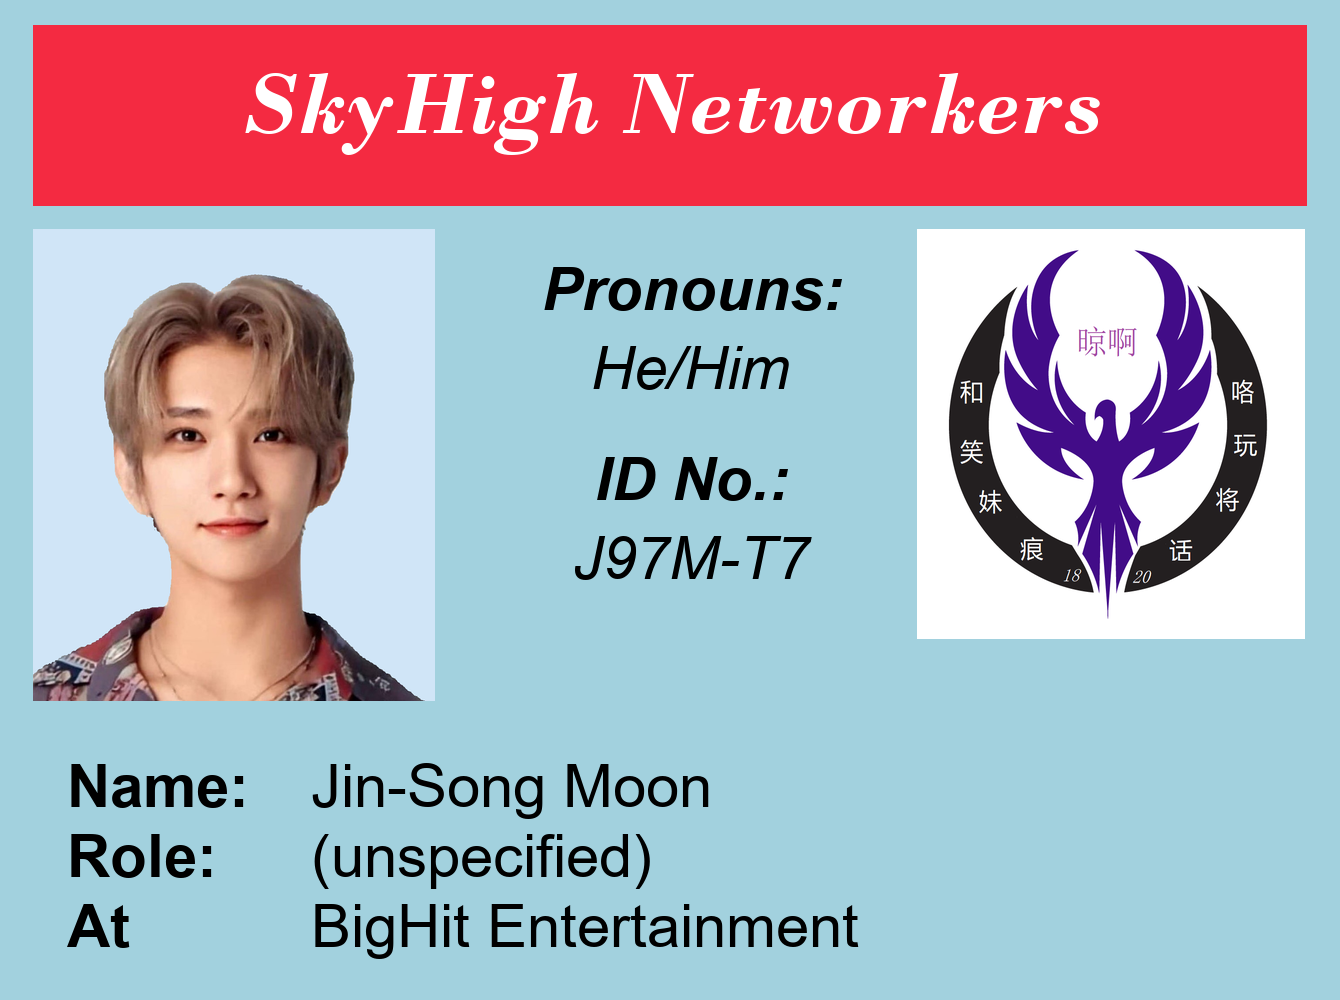 SkyHigh Networkers
Pronouns:
He/Him
ID No.:
J97M-T7
晾啊
和
笑
妹
痕
18
20
咯
玩
将
话
Name: Jin-Song Moon
Role: (unspecified)
At BigHit Entertainment